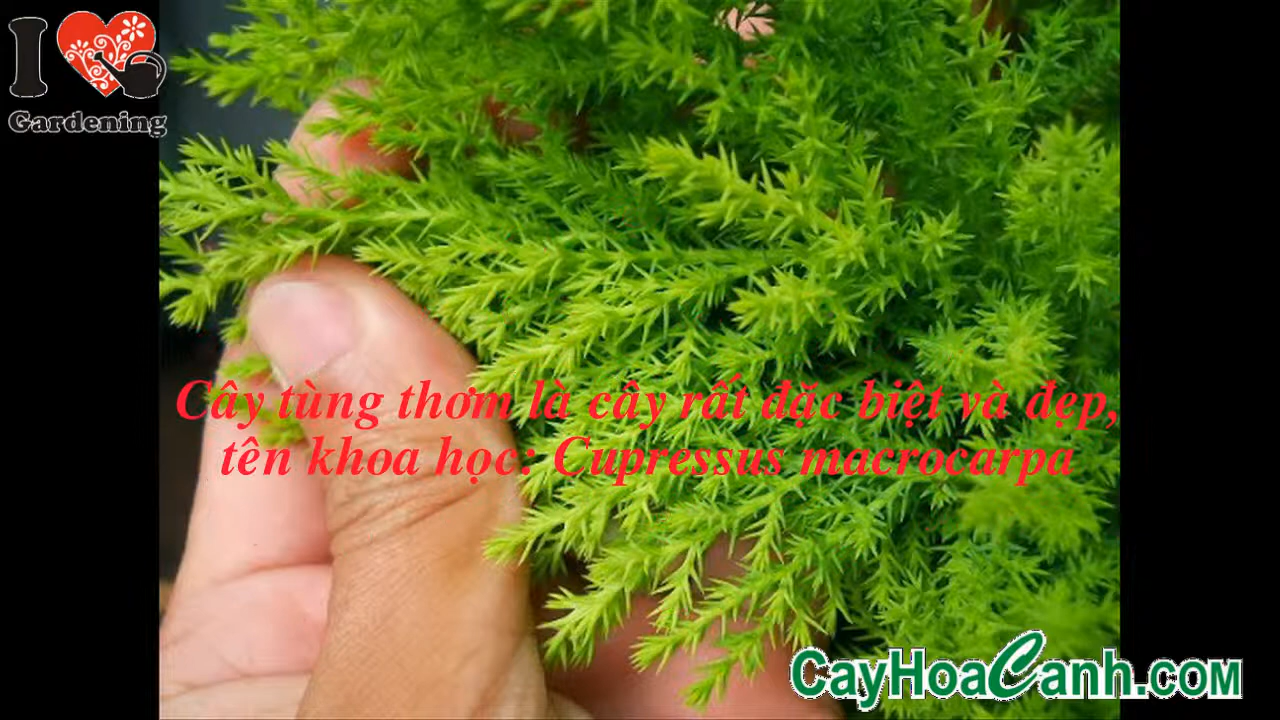 I
Gardening
Cây tùng thơm là cây rất đặc biệt và đẹp,
tên khoa học: Cupressus macrocarpa
CayHoaCanh.com